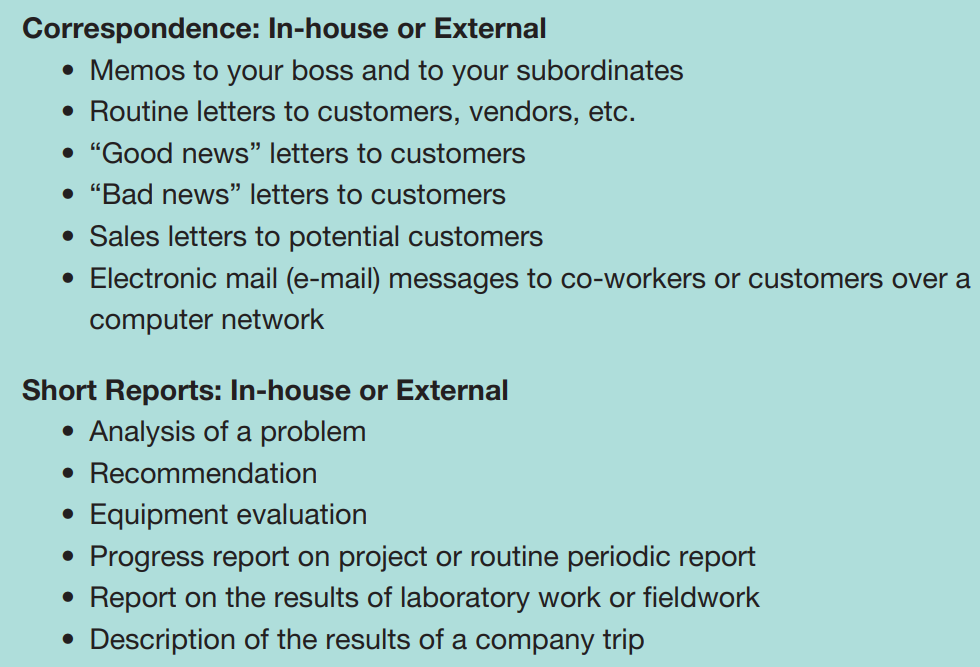 Correspondence: In-house or External
• Memos to your boss and to your subordinates
• Routine letters to customers, vendors, etc.
• “Good news” letters to customers
• “Bad news” letters to customers
• Sales letters to potential customers
• Electronic mail (e-mail) messages to co-workers or customers over a
computer network
Short Reports: In-house or External
• Analysis of a problem
• Recommendation
• Equipment evaluation
• Progress report on project or routine periodic report
• Report on the results of laboratory work or fieldwork
• Description of the results of a company trip